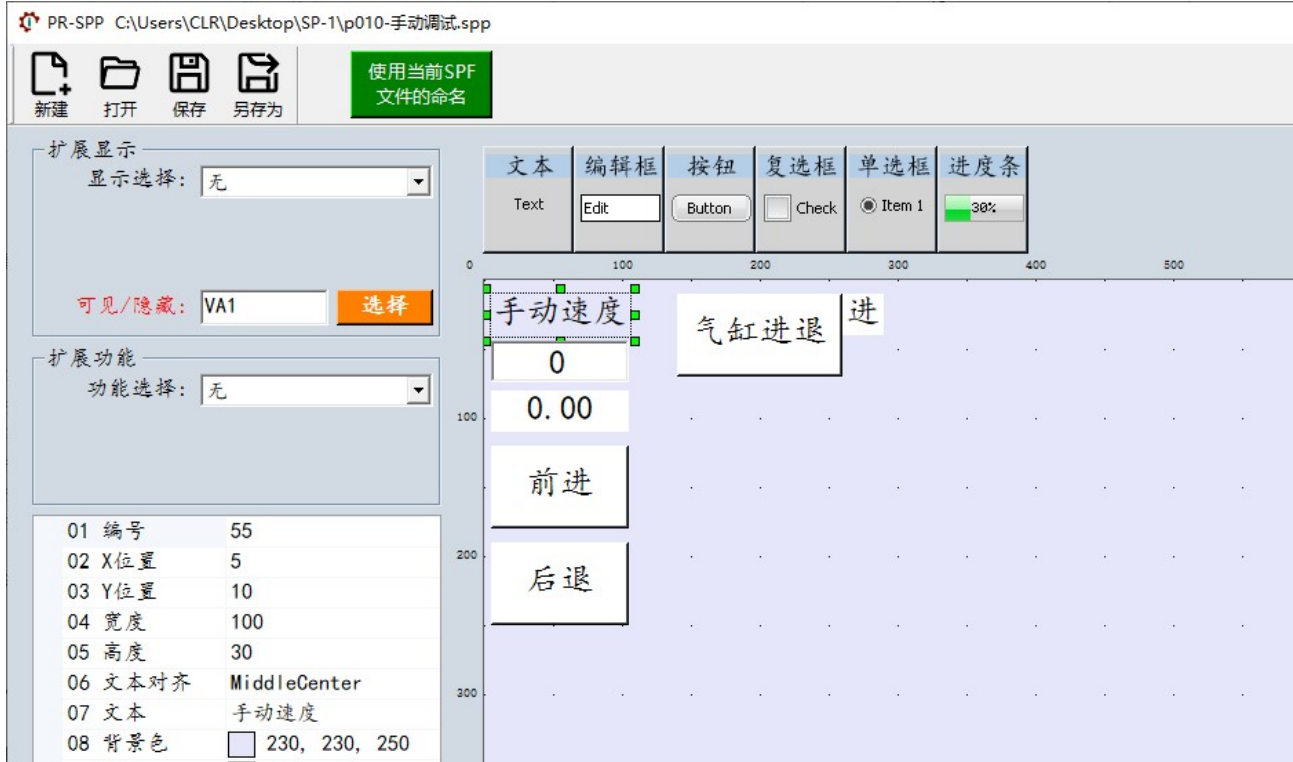 PR-SPP C:\Users\CLR\Desktop\SP-1\p010-手动调试.spp
新建 打开 保存 另存为
使用当前SPF
文件的命名
扩展显示
显示选择: 无
可见/隐藏: VA1 选择
扩展功能
功能选择: 无
01 编号 55
02 X位置 5
03 Y位置 10
04 宽度 100
05 高度 30
06 文本对齐 MiddleCenter
07 文本 手动速度
08 背景色 230, 230, 250
文本 编辑框 按钮 复选框 单选框 进度条
Text Edit Button Check Item 1 30%
0 100 200 300 400 500
手动速度 气缸进退 进
0
100 0.00
前进
200
后退
300